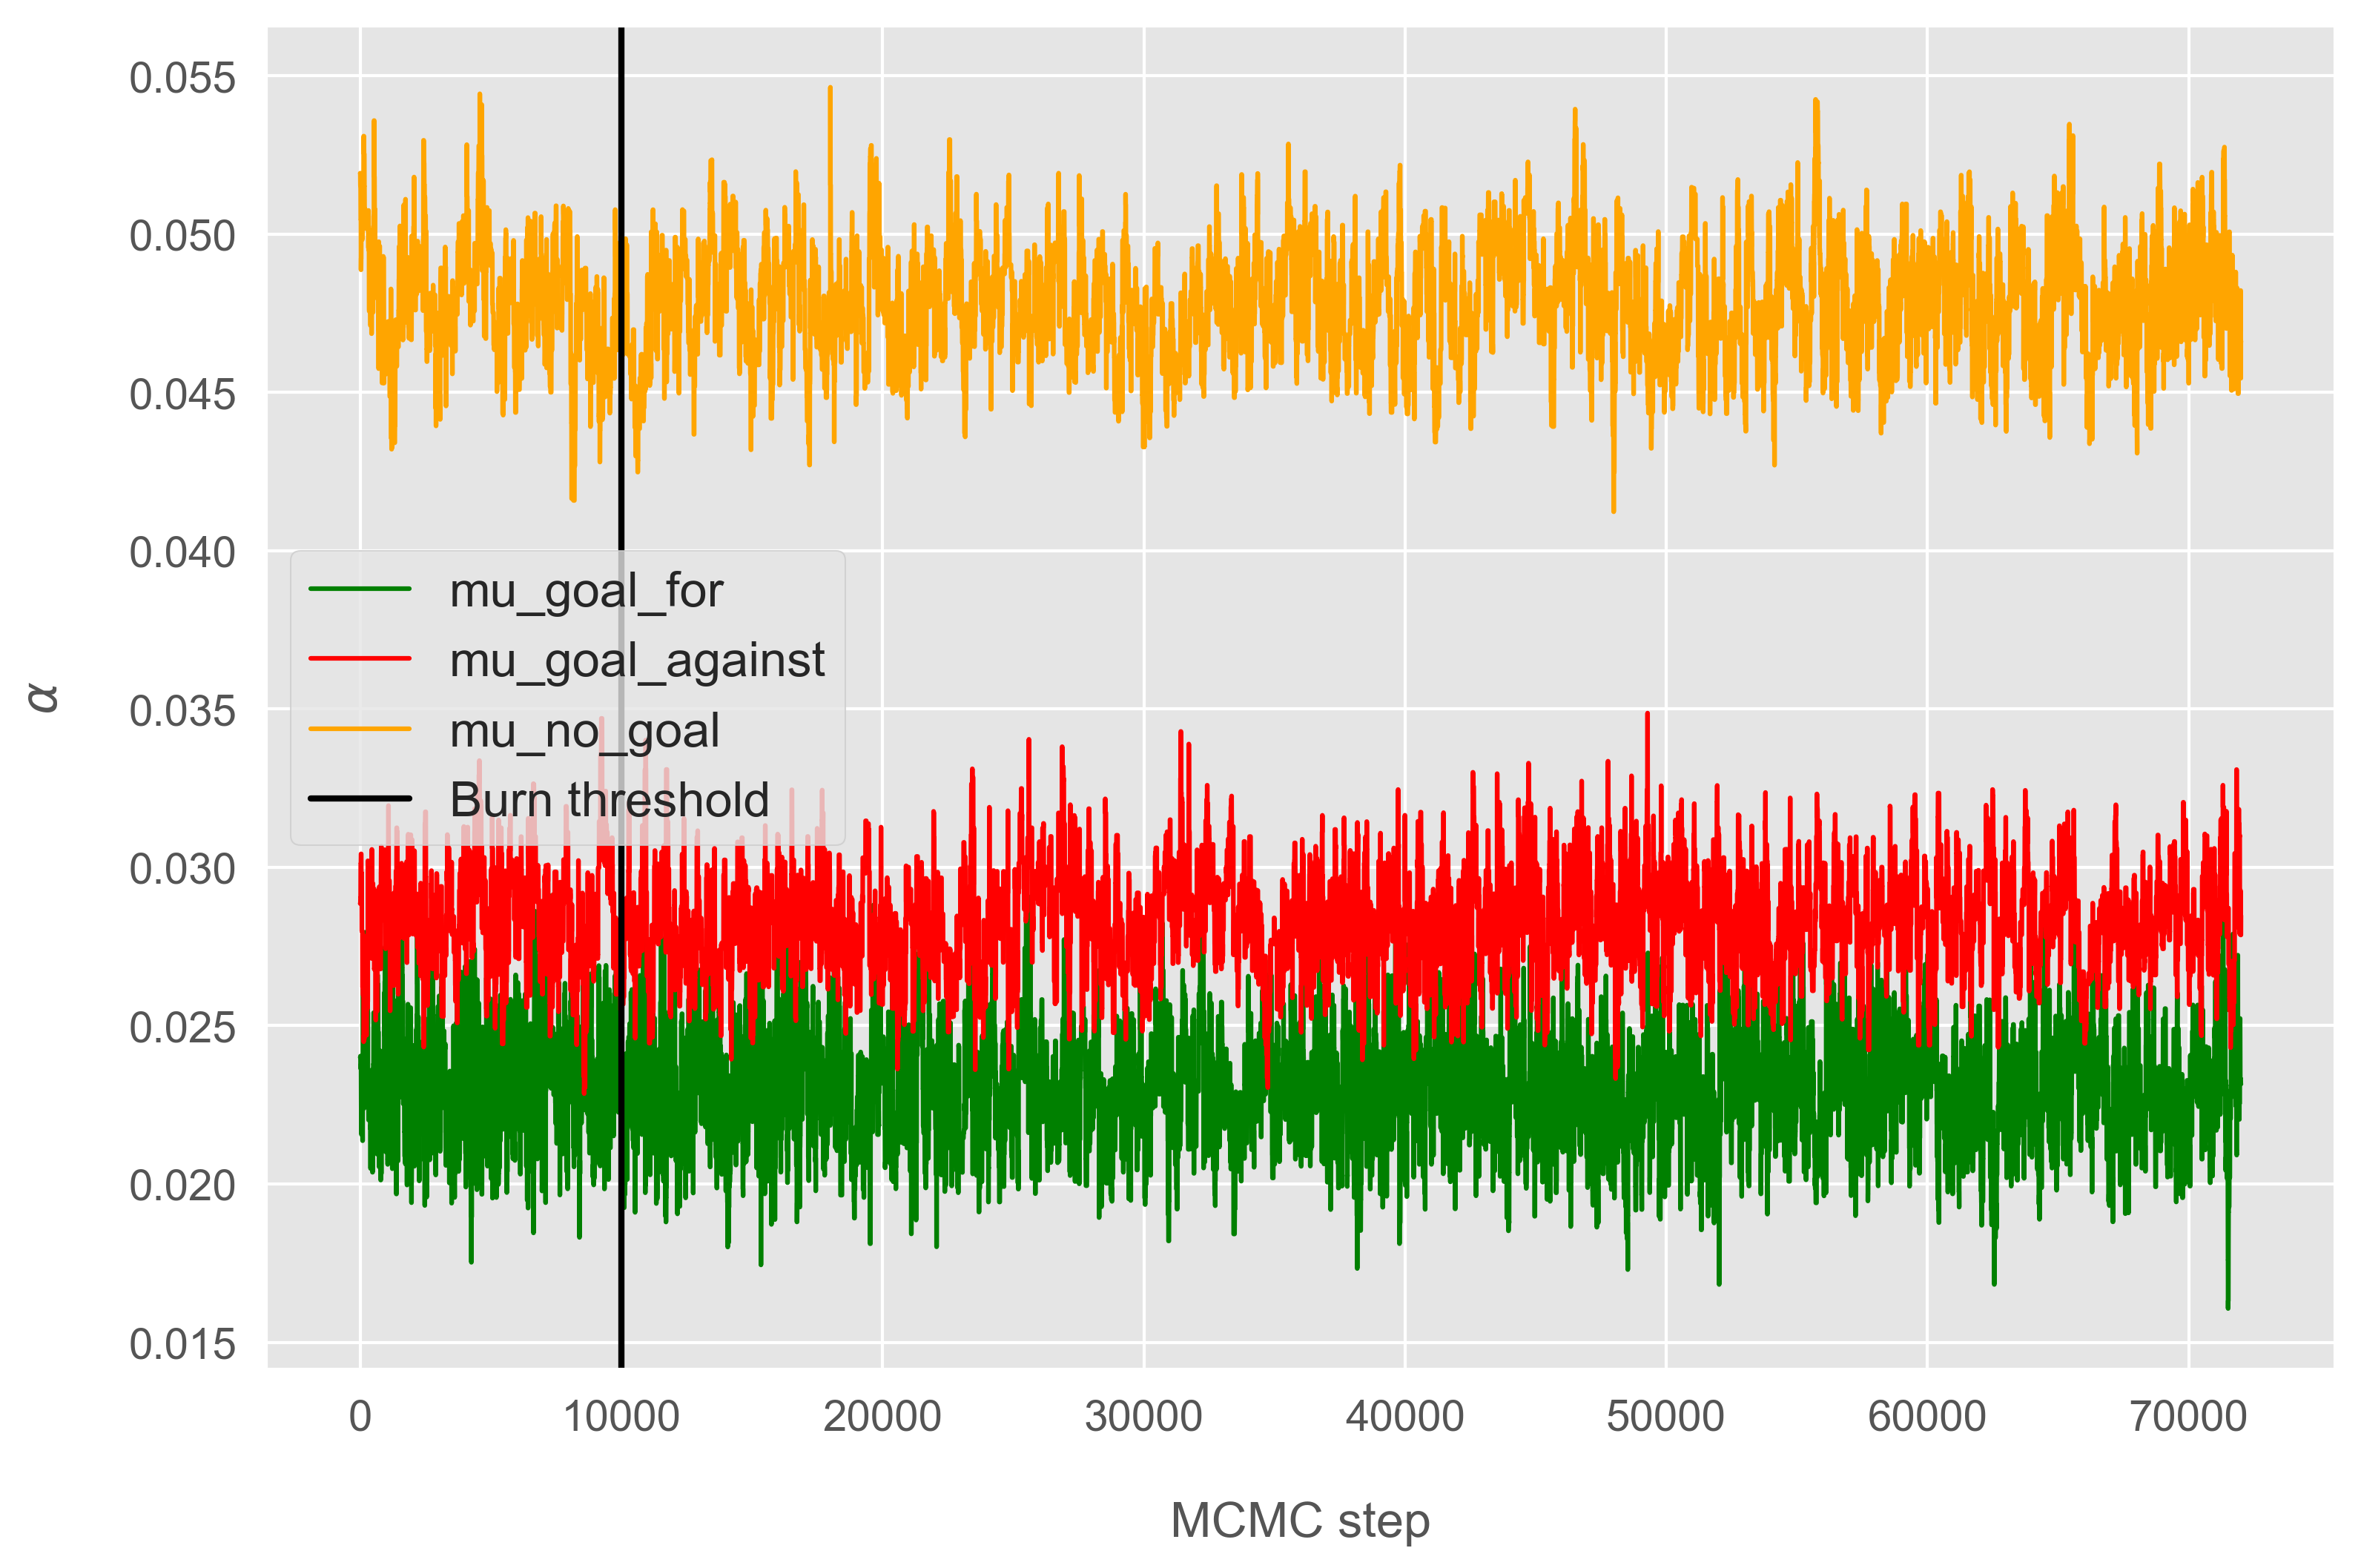 0.055
0.050
0.045
0.040
0.035
0.030
0.025
0.020
0.015
α
mu_goal_for
mu_goal_against
mu_no_goal
Burn threshold
0 10000 20000 30000 40000 50000 60000 70000
MCMC step